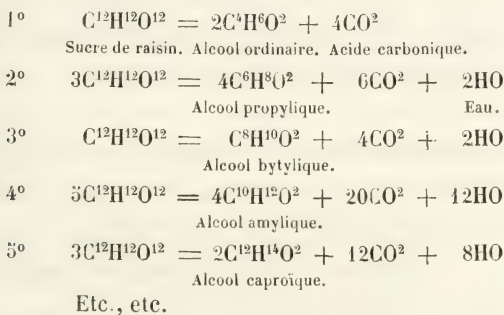 1° C¹²H¹²O¹² = 2C⁴H⁶O² + 4CO²
Sucre de raisin. Alcool ordinaire. Acide carbonique.
2° 3C¹²H¹²O¹² = 4C⁶H⁸O² + 6CO² + 2HO
Alcool propylique. Eau.
3° C¹²H¹²O¹² = C⁸H¹⁰O² + 4CO² + 2HO
Alcool bytylique.
4° 5C¹²H¹²O¹² = 4C¹⁰H¹²O² + 20CO² + 12HO
Alcool amylique.
5° 3C¹²H¹²O¹² = 2C¹²H¹⁴O² + 12CO² + 8HO
Alcool caproïque.
Etc., etc.